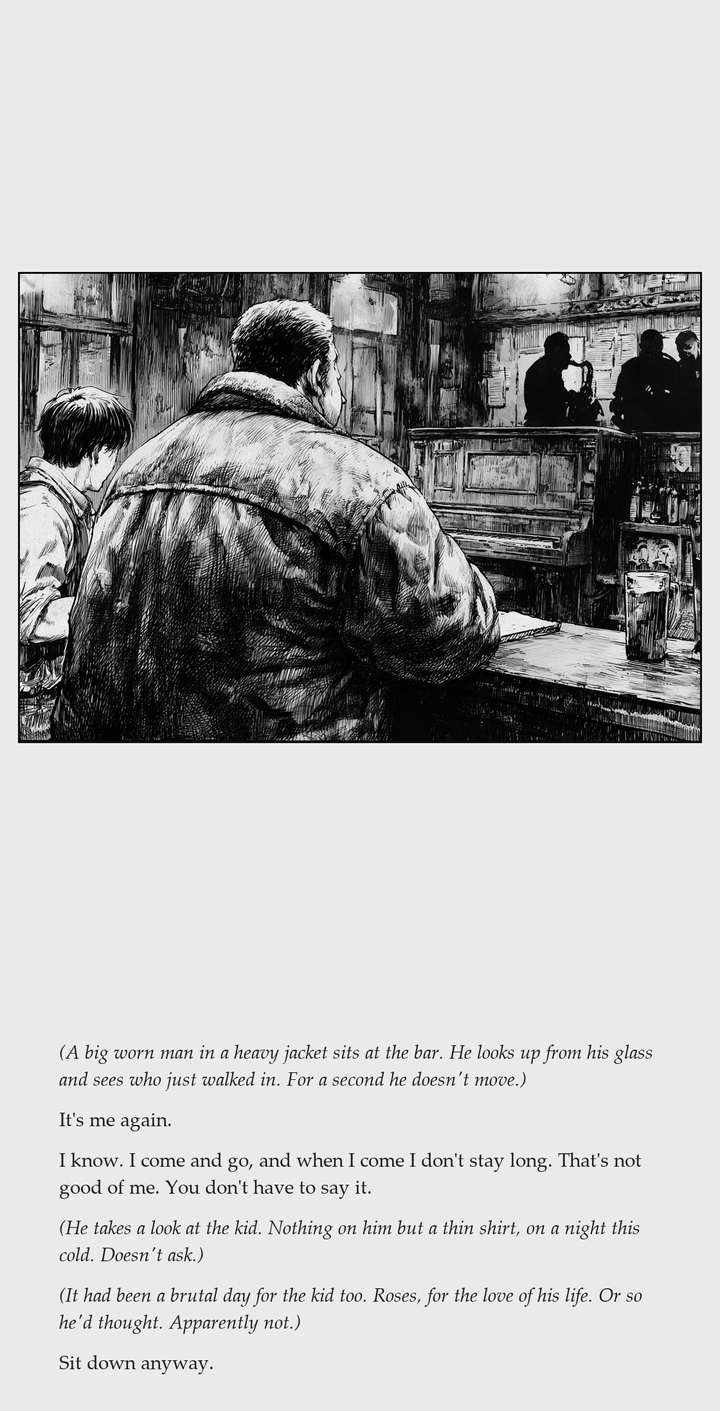 (A big worn man in a heavy jacket sits at the bar. He looks up from his glass
and sees who just walked in. For a second he doesn't move.)
It's me again.
I know. I come and go, and when I come I don't stay long. That's not
good of me. You don't have to say it.
(He takes a look at the kid. Nothing on him but a thin shirt, on a night this
cold. Doesn't ask.)
(It had been a brutal day for the kid too. Roses, for the love of his life. Or so
he'd thought. Apparently not.)
Sit down anyway.